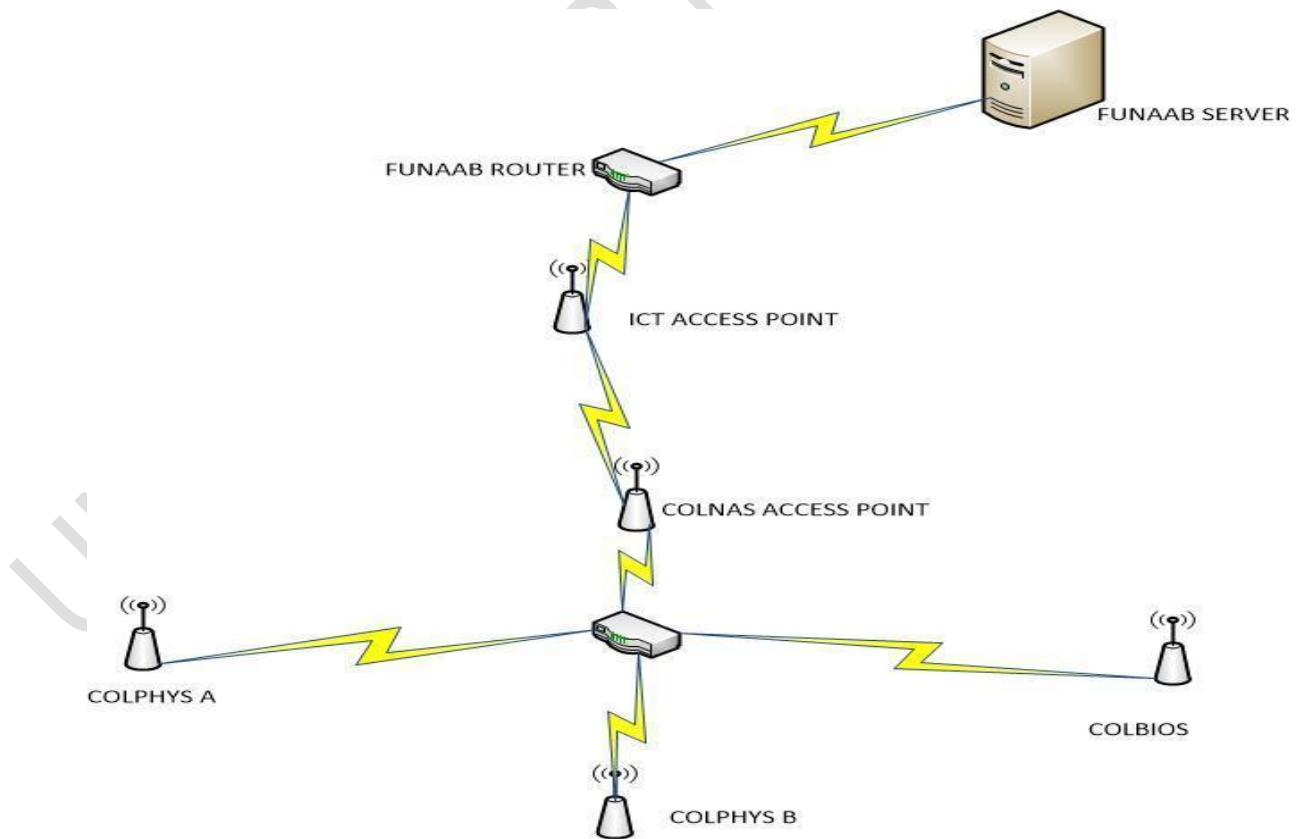 FUNAAB SERVER
FUNAAB ROUTER
ICT ACCESS POINT
COLNAS ACCESS POINT
COLPHYS A
COLBIOS
COLPHYS B